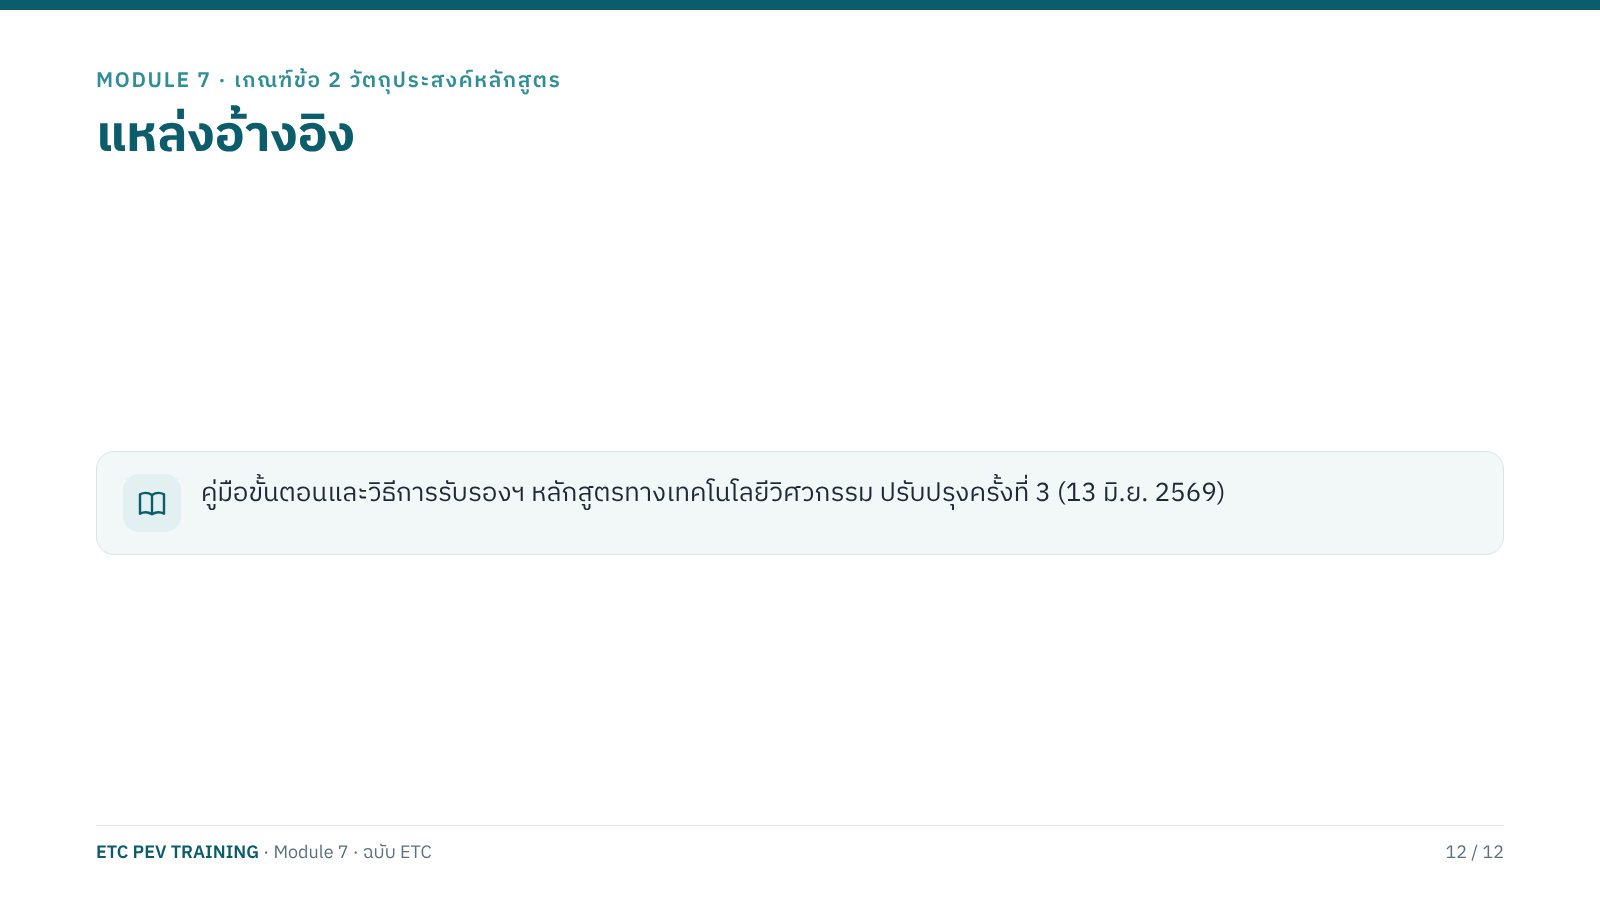 MODULE 7 · เกณฑ์ข้อ 2 วัตถุประสงค์หลักสูตร
แหล่งอ้างอิง
คู่มือขั้นตอนและวิธีการรับรองฯ หลักสูตรทางเทคโนโลยีวิศวกรรม ปรับปรุงครั้งที่ 3 (13 มิ.ย. 2569)
ETC PEV TRAINING · Module 7 · ฉบับ ETC
12 / 12